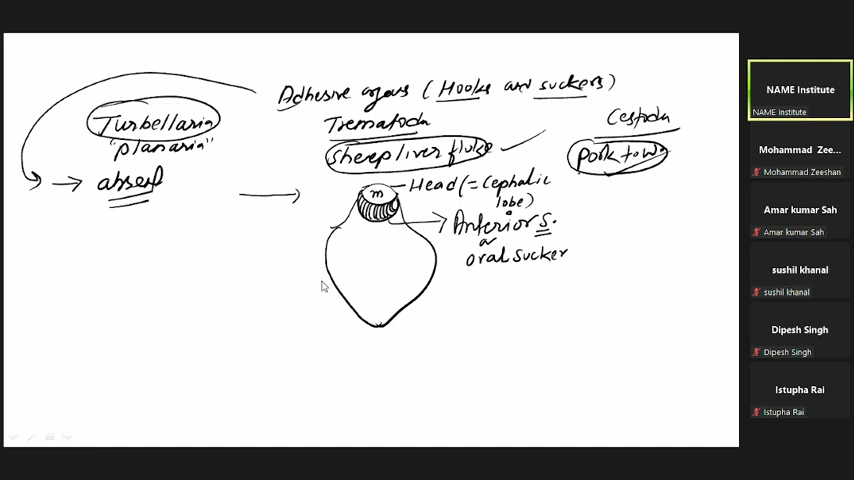 Adhesive organs (Hooks and suckers)
Turbellaria
"planaria"
→ absent
Trematoda
sheep liver fluke
Cestoda
pork
m
Head (= cephalic
lobe)
Anterior s.
or
oral sucker
NAME Institute
NAME Institute
Mohammad Zee...
Mohammad Zeeshan
Amar kumar Sah
Amar kumar Sah
sushil khanal
sushil khanal
Dipesh Singh
Dipesh Singh
Istupha Rai
Istupha Rai